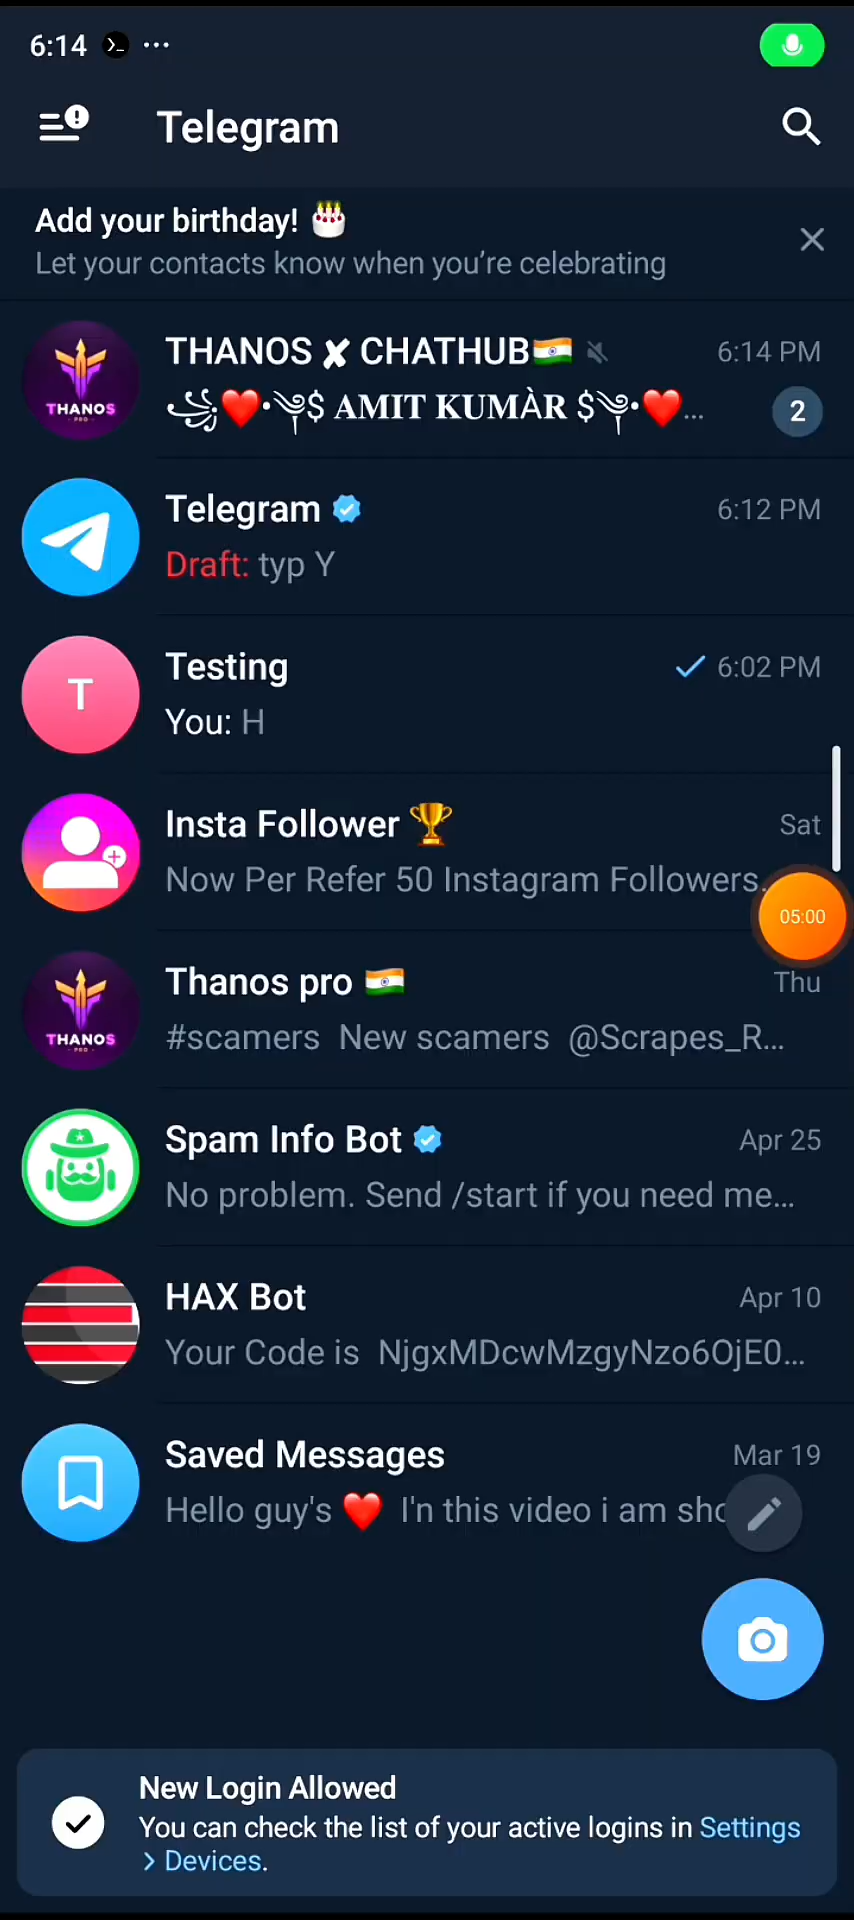 6:14
Telegram
Add your birthday! 🎂
Let your contacts know when you’re celebrating
THANOS ✘ CHATHUB🇮🇳 6:14 PM
꧁❤️•༆$ AMIT KUMÀR $༆•❤️... 2
THANOS
PRO
Telegram 6:12 PM
Draft: typ Y
T
Testing 6:02 PM
You: H
Insta Follower 🏆 Sat
Now Per Refer 50 Instagram Followers.
05:00
Thanos pro 🇮🇳 Thu
#scamers New scamers @Scrapes_R...
THANOS
PRO
Spam Info Bot Apr 25
No problem. Send /start if you need me...
HAX Bot Apr 10
Your Code is NjgxMDcwMzgyNzo6OjE0...
Saved Messages Mar 19
Hello guy's ❤️ I'n this video i am sho
New Login Allowed
You can check the list of your active logins in Settings
> Devices.